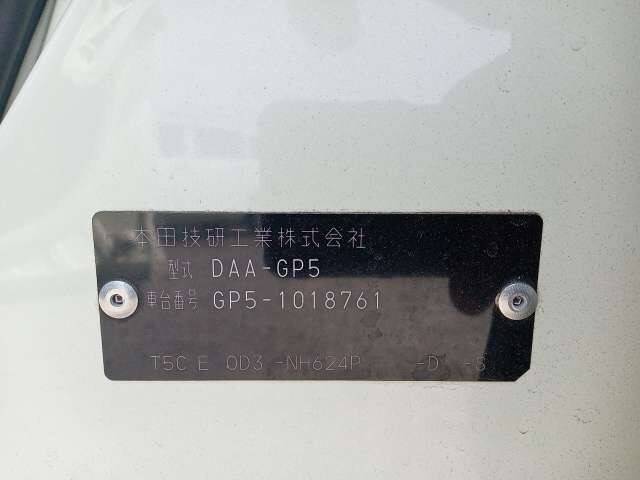 本田技研工業株式会社
型式 DAA-GP5
車台番号 GP5-1018761
T5C E 0D3 -NH624P -D -S